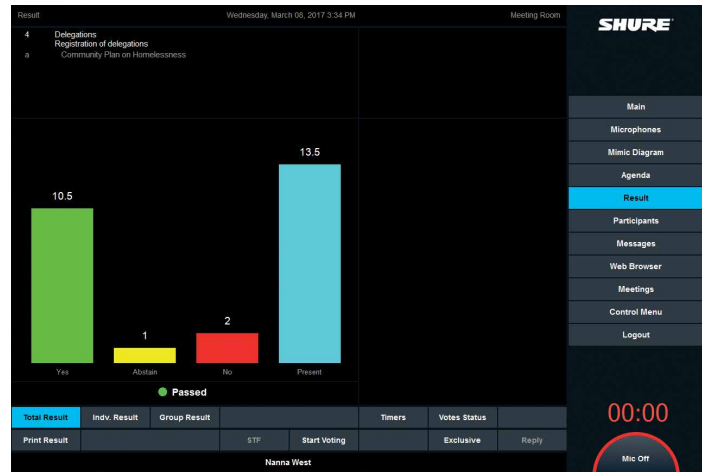 Result Wednesday, March 08, 2017 3:34 PM Meeting Room
SHURE
4 Delegations
Registration of delegations
a Community Plan on Homelessness
Main
Microphones
Mimic Diagram
Agenda
Result
Participants
Messages
Web Browser
Meetings
Control Menu
Logout
13.5
10.5
2
1
Yes Abstain No Present
Passed
Total Result Indv. Result Group Result Timers Votes Status
Print Result STF Start Voting Exclusive Reply
Nanna West
00:00
Mic Off